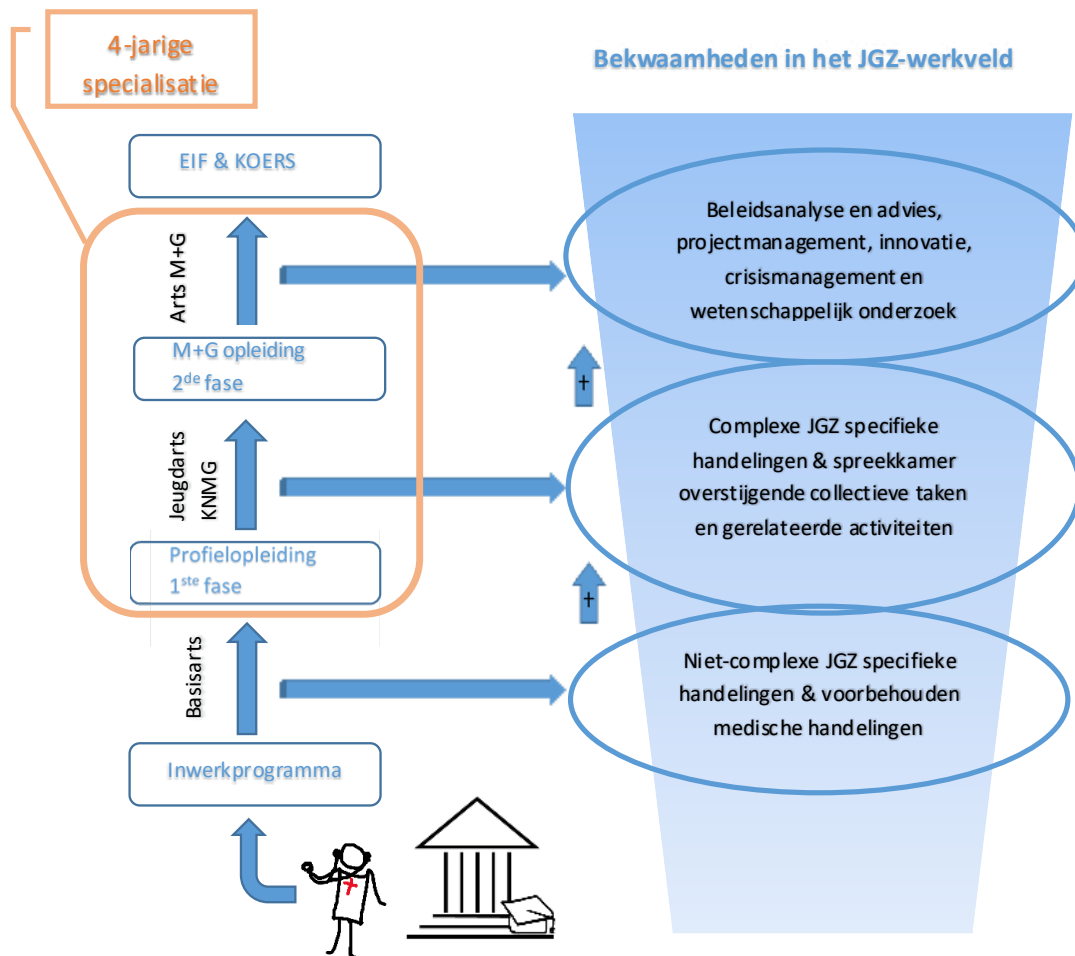 4-jarige
specialisatie
Bekwaamheden in het JGZ-werkveld
EIF & KOERS
Arts M+G
M+G opleiding
2de fase
Jeugdarts
KNMG
Profielopleiding
1ste fase
Basisarts
Inwerkprogramma
Beleidsanalyse en advies,
projectmanagement, innovatie,
crisismanagement en
wetenschappelijk onderzoek
+
Complexe JGZ specifieke
handelingen & spreekkamer
overstijgende collectieve taken
en gerelateerde activiteiten
+
Niet-complexe JGZ specifieke
handelingen & voorbehouden
medische handelingen